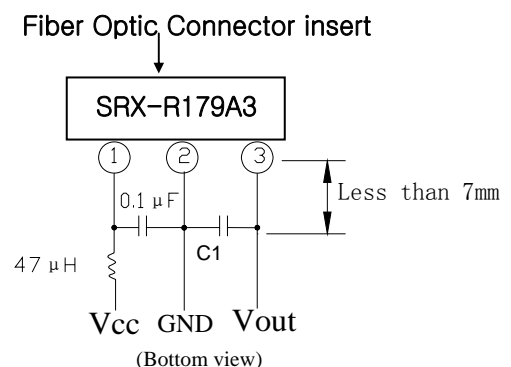 Fiber Optic Connector insert
SRX-R179A3
1 2 3
0.1 μF
Less than 7mm
C1
47 μH
Vcc GND Vout
(Bottom view)